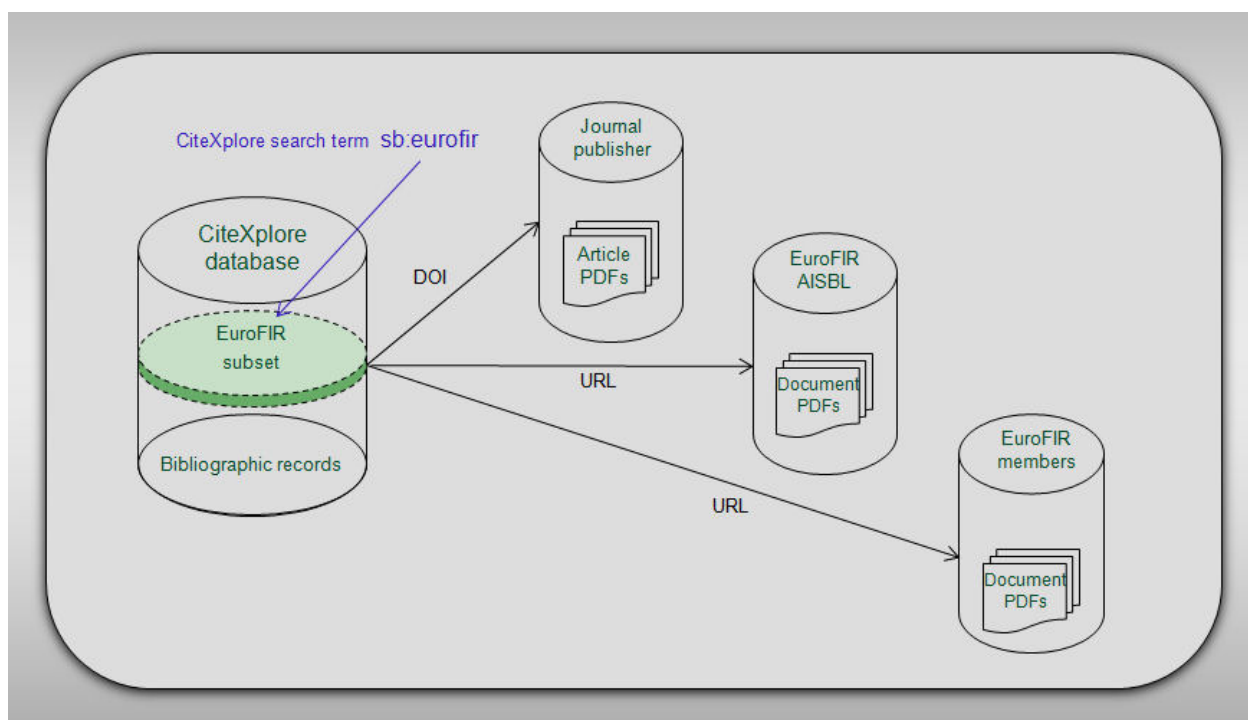 CiteXplore search term sb:eurofir
CiteXplore
database
EuroFIR
subset
Bibliographic records
DOI
URL
URL
Journal
publisher
Article
PDFs
EuroFIR
AISBL
Document
PDFs
EuroFIR
members
Document
PDFs